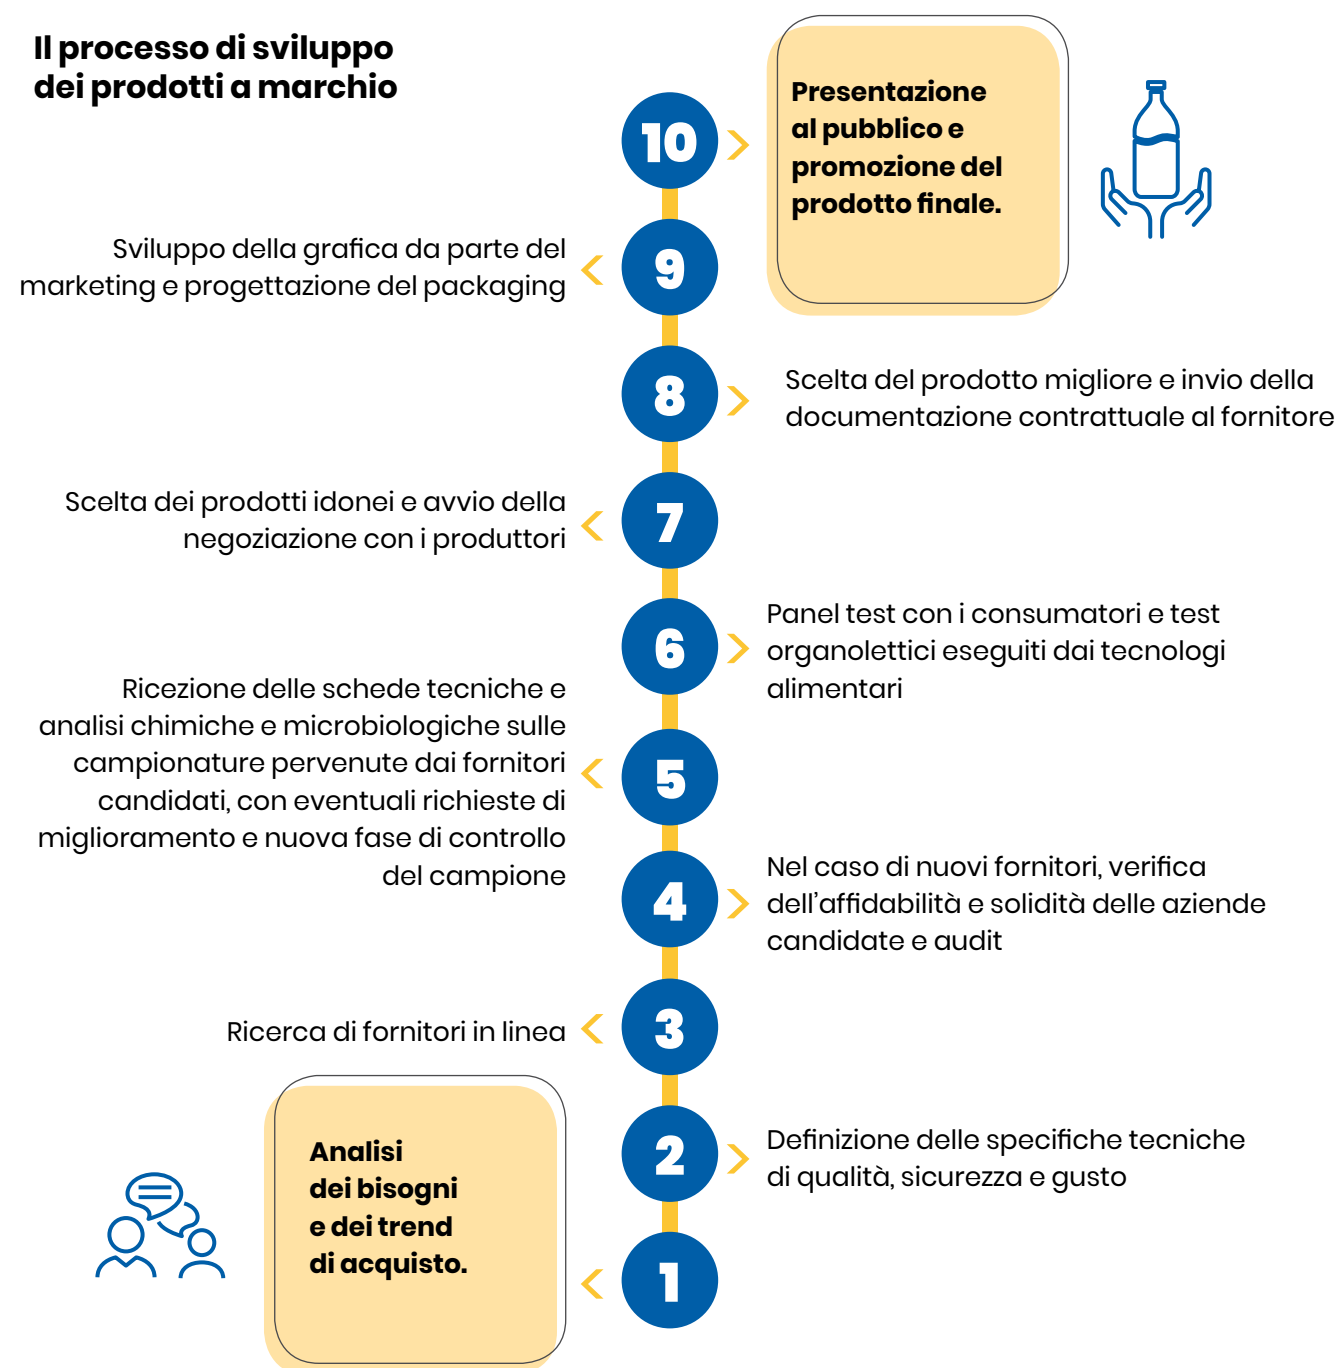 Il processo di sviluppo
dei prodotti a marchio
10
Presentazione
al pubblico e
promozione del
prodotto finale.
9
Sviluppo della grafica da parte del
marketing e progettazione del packaging
8
Scelta del prodotto migliore e invio della
documentazione contrattuale al fornitore
7
Scelta dei prodotti idonei e avvio della
negoziazione con i produttori
6
Panel test con i consumatori e test
organolettici eseguiti dai tecnologi
alimentari
5
Ricezione delle schede tecniche e
analisi chimiche e microbiologiche sulle
campionature pervenute dai fornitori
candidati, con eventuali richieste di
miglioramento e nuova fase di controllo
del campione
4
Nel caso di nuovi fornitori, verifica
dell’affidabilità e solidità delle aziende
candidate e audit
3
Ricerca di fornitori in linea
2
Definizione delle specifiche tecniche
di qualità, sicurezza e gusto
1
Analisi
dei bisogni
e dei trend
di acquisto.